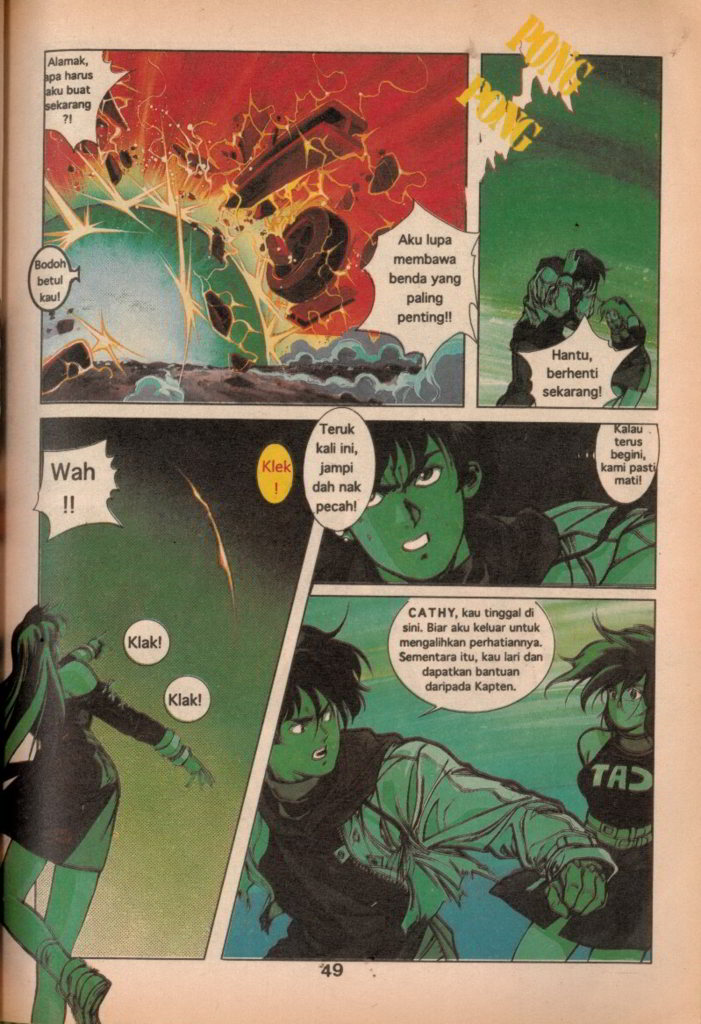 Alamak,
apa harus
aku buat
sekarang
?!
Bodoh
betul
kau!
Aku lupa
membawa
benda yang
paling
penting!!
PONG
PONG
Hantu,
berhenti
sekarang!
Wah
!!
Klek
!
Klak!
Klak!
Teruk
kali ini,
jampi
dah nak
pecah!
Kalau
terus
begini,
kami pasti
mati!
CATHY, kau tinggal di
sini. Biar aku keluar untuk
mengalihkan perhatiannya.
Sementara itu, kau lari dan
dapatkan bantuan
daripada Kapten.
TAC
49